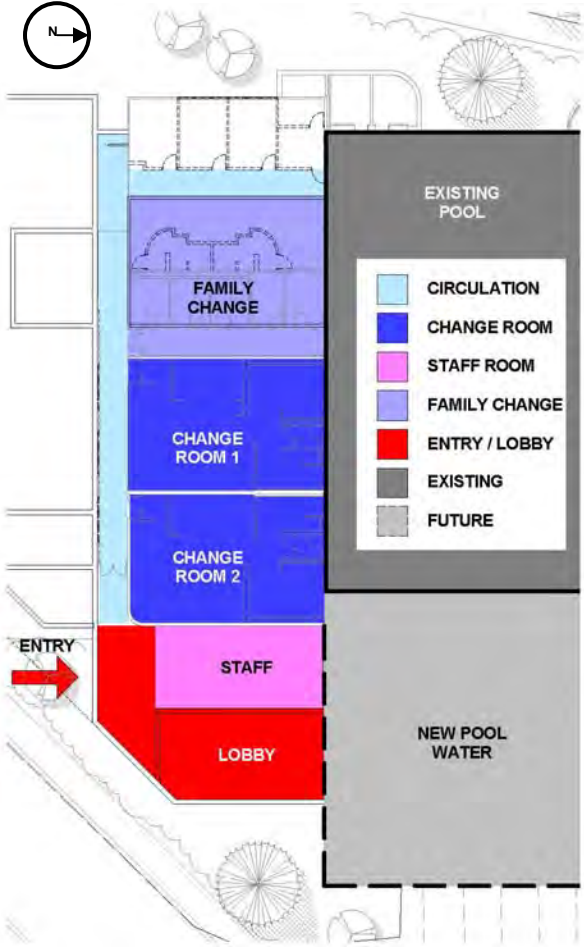 N
EXISTING
POOL
CIRCULATION
CHANGE ROOM
STAFF ROOM
FAMILY CHANGE
ENTRY / LOBBY
EXISTING
FUTURE
FAMILY
CHANGE
CHANGE
ROOM 1
CHANGE
ROOM 2
ENTRY
STAFF
LOBBY
NEW POOL
WATER